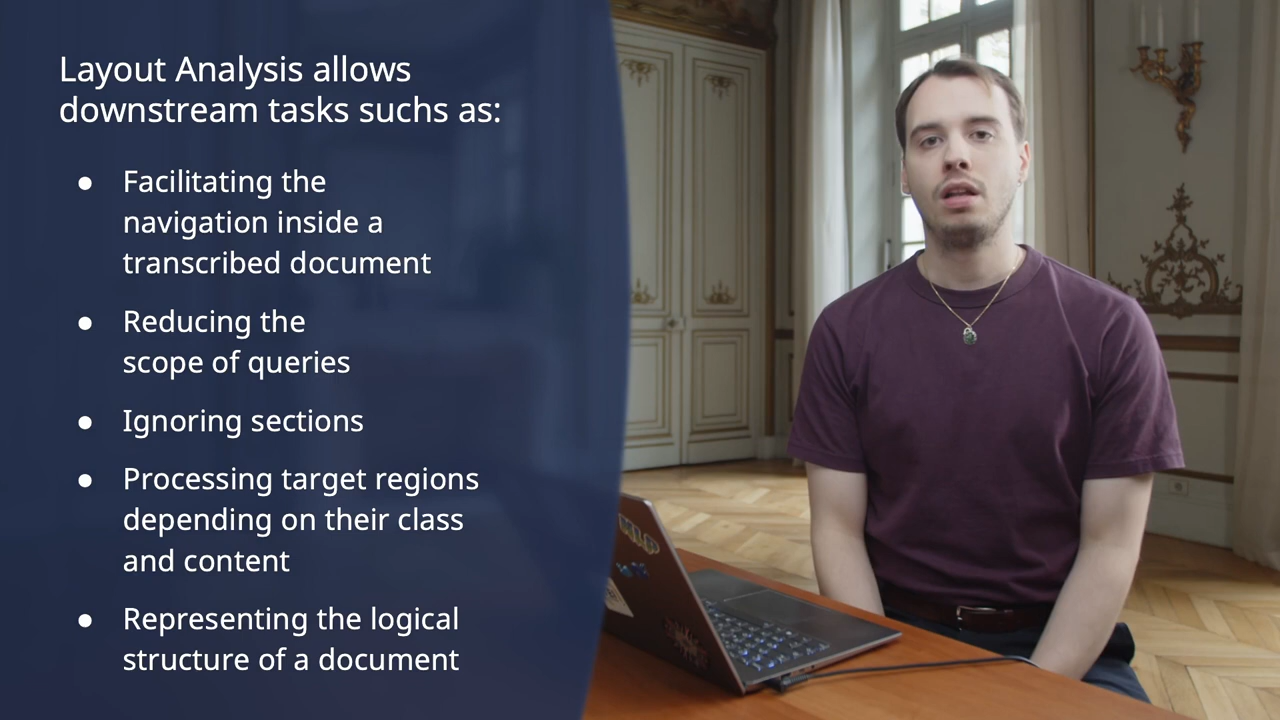 Layout Analysis allows
downstream tasks suchs as:
● Facilitating the
navigation inside a
transcribed document
● Reducing the
scope of queries
● Ignoring sections
● Processing target regions
depending on their class
and content
● Representing the logical
structure of a document